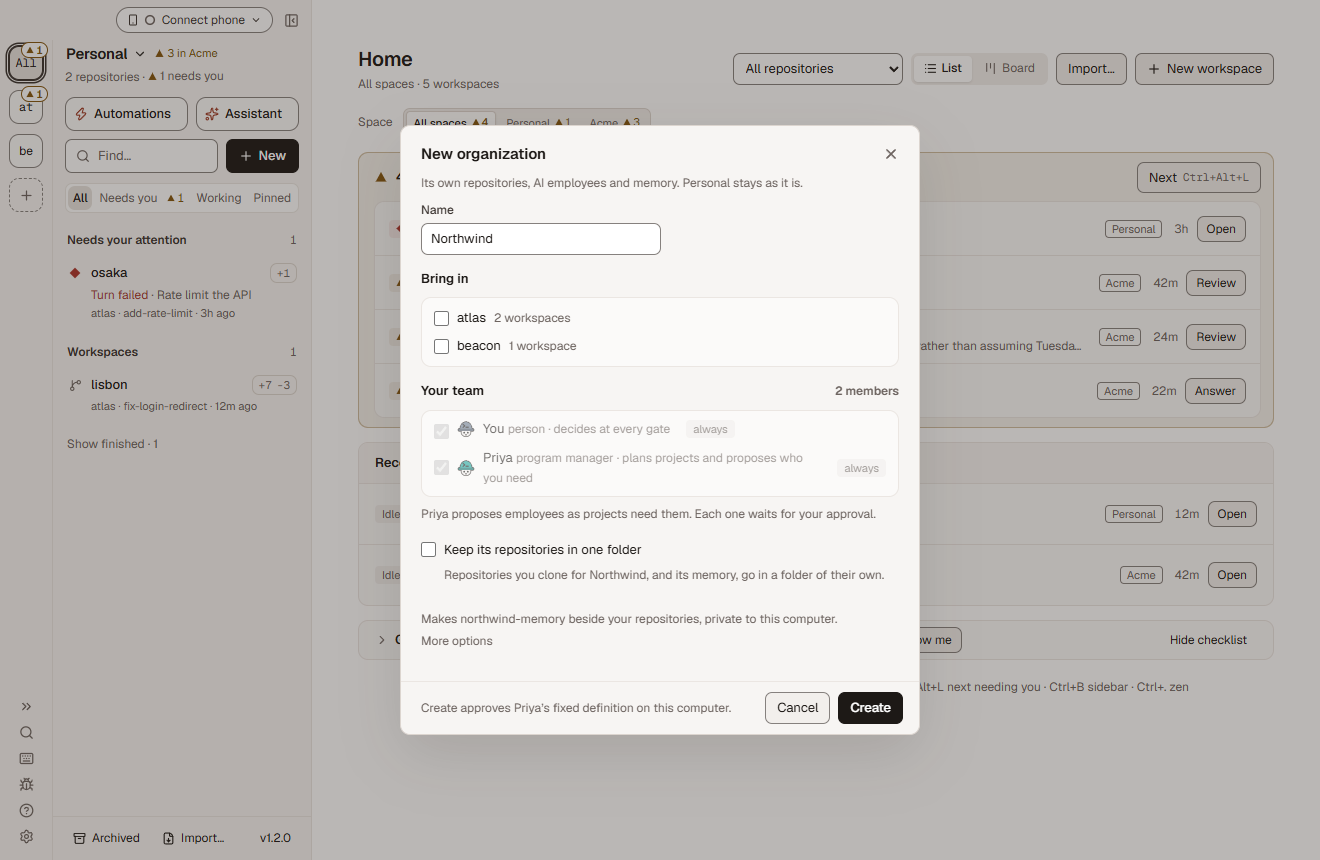 Connect phone
1
All
1
at
be
Personal
3 in Acme
2 repositories · 1 needs you
Automations
Assistant
Find...
New
All
Needs you
1
Working
Pinned
Needs your attention
1
osaka
+1
Turn failed · Rate limit the API
atlas · add-rate-limit · 3h ago
Workspaces
1
lisbon
+7 -3
atlas · fix-login-redirect · 12m ago
Show finished · 1
Archived
Import...
v1.2.0
Home
All spaces · 5 workspaces
All repositories
List
Board
Import...
New workspace
Space
All spaces
4
Personal
1
Acme
3
Next Ctrl+Alt+L
Personal 3h Open
Acme 42m Review
rather than assuming Tuesda...
Acme 24m Review
Acme 22m Answer
Idle
Personal 12m Open
Idle
Acme 42m Open
Hide checklist
Alt+L next needing you · Ctrl+B sidebar · Ctrl+. zen
New organization
Its own repositories, AI employees and memory. Personal stays as it is.
Name
Northwind
Bring in
atlas 2 workspaces
beacon 1 workspace
Your team
2 members
You person · decides at every gate
always
Priya program manager · plans projects and proposes who
you need
always
Priya proposes employees as projects need them. Each one waits for your approval.
Keep its repositories in one folder
Repositories you clone for Northwind, and its memory, go in a folder of their own.
Makes northwind-memory beside your repositories, private to this computer.
More options
Create approves Priya's fixed definition on this computer.
Cancel
Create